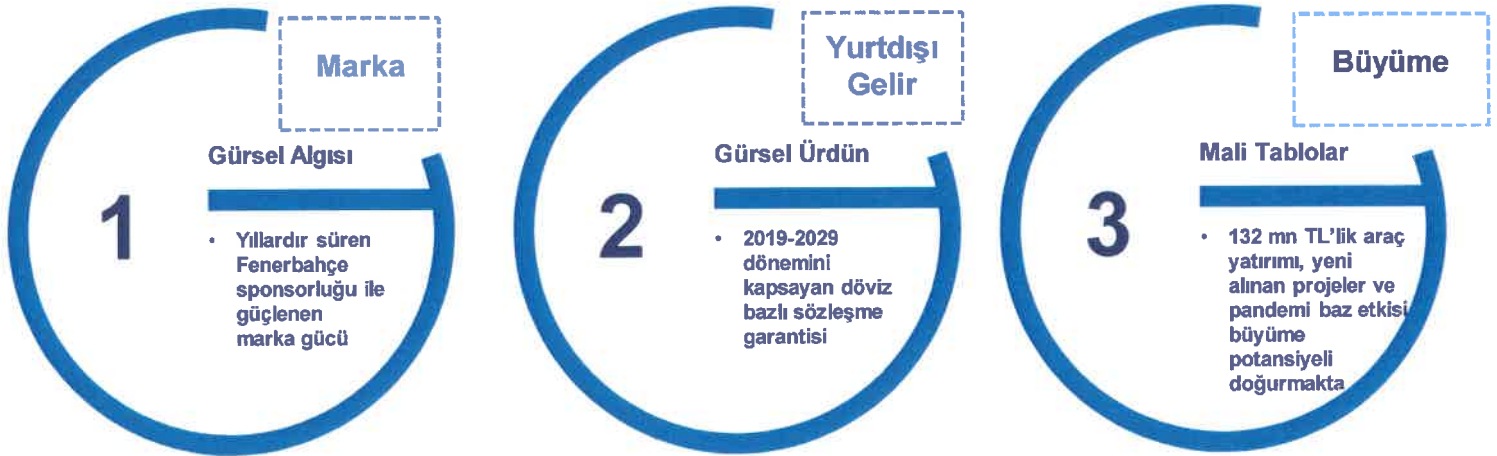 Marka
Gürsel Algısı
1
• Yıllardır süren
Fenerbahçe
sponsorluğu ile
güçlenen
marka gücü
Yurtdışı
Gelir
Gürsel Ürdün
2
• 2019-2029
dönemini
kapsayan döviz
bazlı sözleşme
garantisi
Büyüme
Mali Tablolar
3
• 132 mn TL'lik araç
yatırımı, yeni
alınan projeler ve
pandemi baz etkisi
büyüme
potansiyeli
doğurmakta